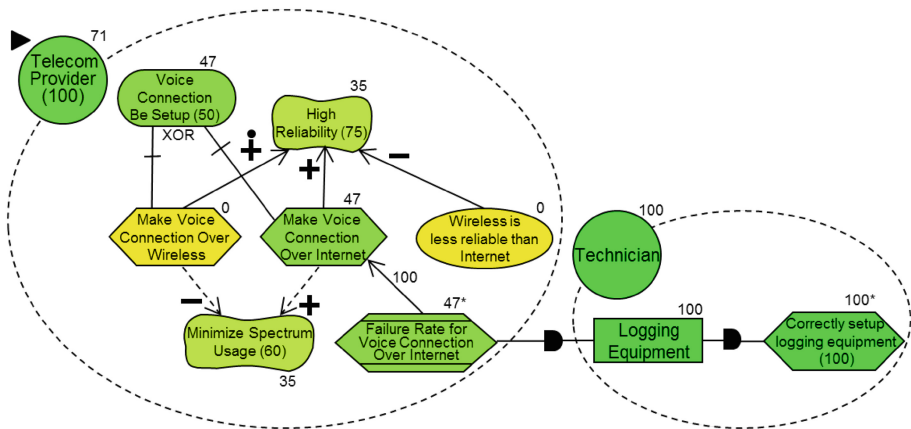 71
Telecom
Provider
(100)
47
Voice
Connection
Be Setup (50)
XOR
35
High
Reliability (75)
+
+
−
0
Make Voice
Connection Over
Wireless
47
Make Voice
Connection
Over Internet
0
Wireless is
less reliable than
Internet
100
Technician
−
+
100
Minimize Spectrum
Usage (60)
35
47*
Failure Rate for
Voice Connection
Over Internet
100
Logging
Equipment
100*
Correctly setup
logging equipment
(100)